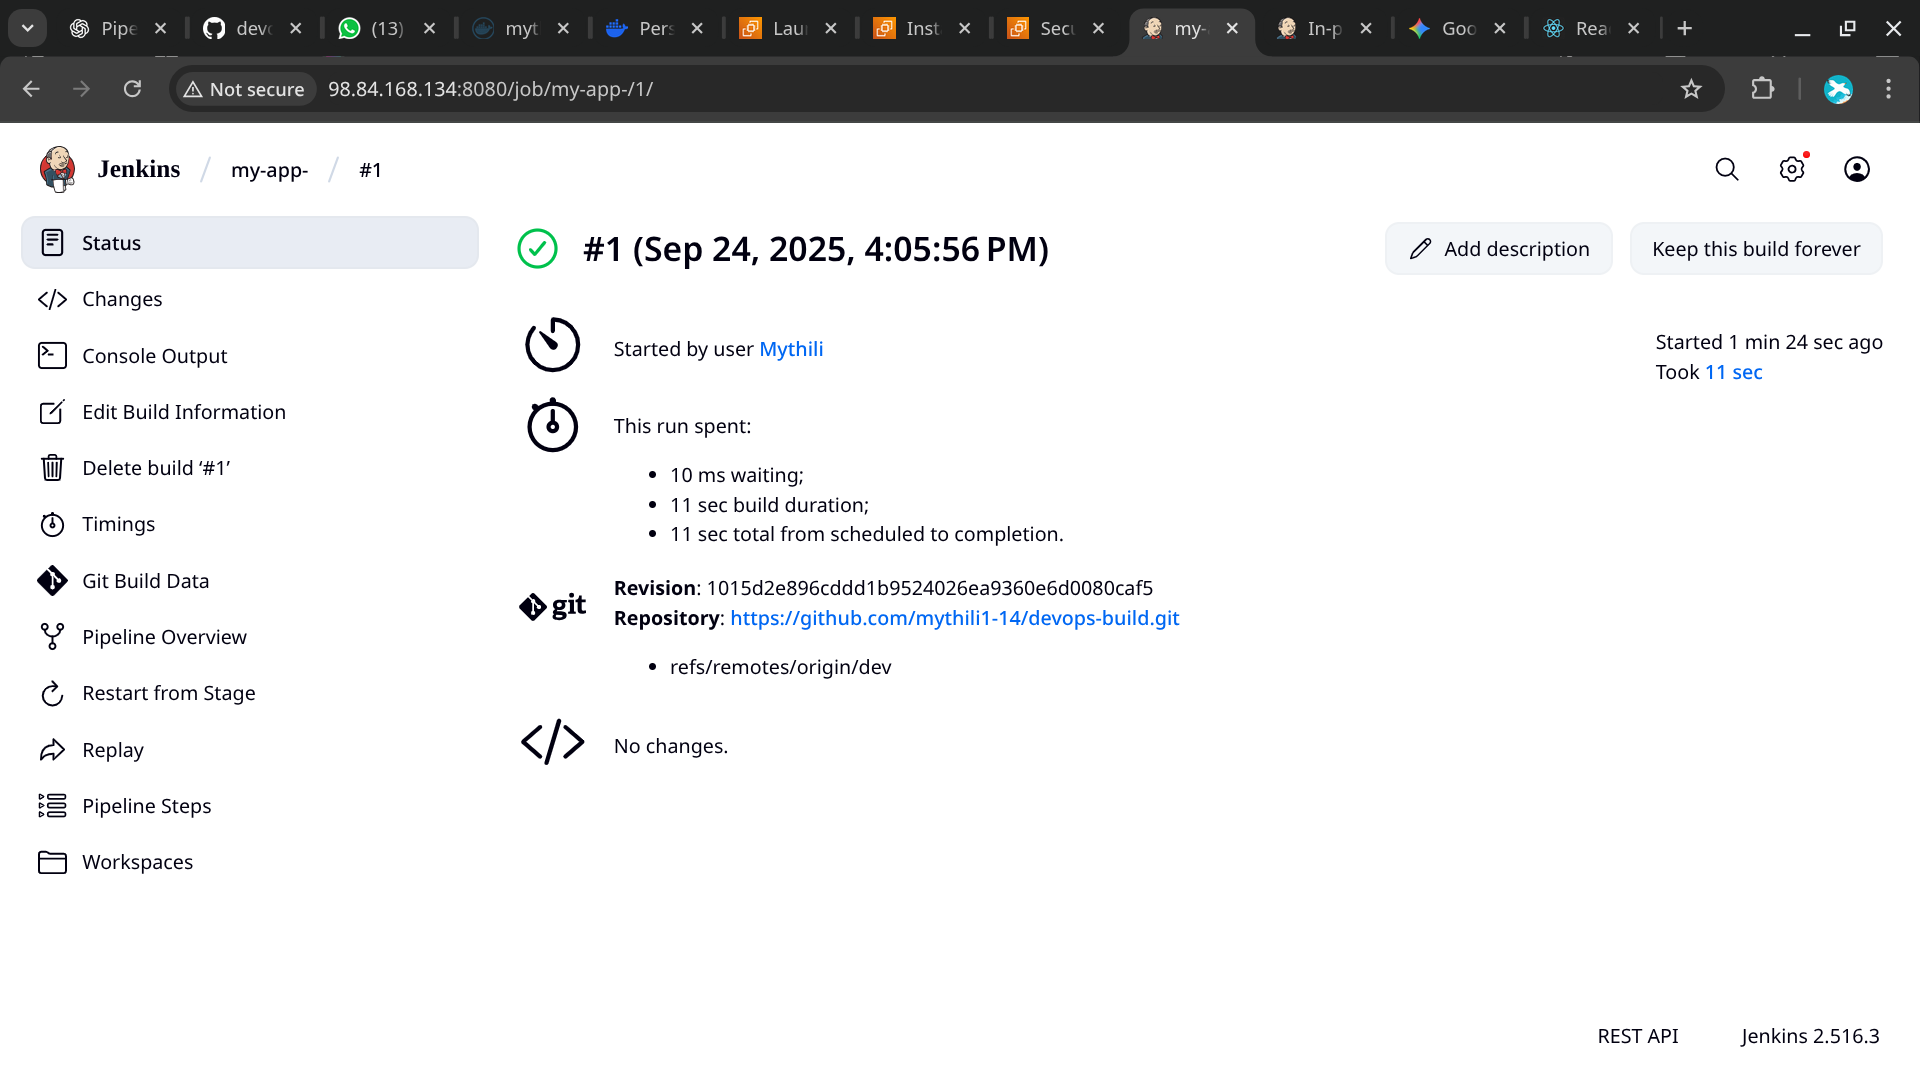 Pipe
devo
(13)
myt
Pers
Lau
Inst
Secu
my-
In-p
Goo
Rea
Not secure
98.84.168.134:8080/job/my-app-/1/
Jenkins / my-app- / #1
Status
Changes
Console Output
Edit Build Information
Delete build ‘#1’
Timings
Git Build Data
Pipeline Overview
Restart from Stage
Replay
Pipeline Steps
Workspaces
#1 (Sep 24, 2025, 4:05:56 PM)
Add description
Keep this build forever
Started by user Mythili
Started 1 min 24 sec ago
Took 11 sec
This run spent:
10 ms waiting;
11 sec build duration;
11 sec total from scheduled to completion.
git
Revision: 1015d2e896cddd1b9524026ea9360e6d0080caf5
Repository: https://github.com/mythili1-14/devops-build.git
refs/remotes/origin/dev
No changes.
REST API
Jenkins 2.516.3